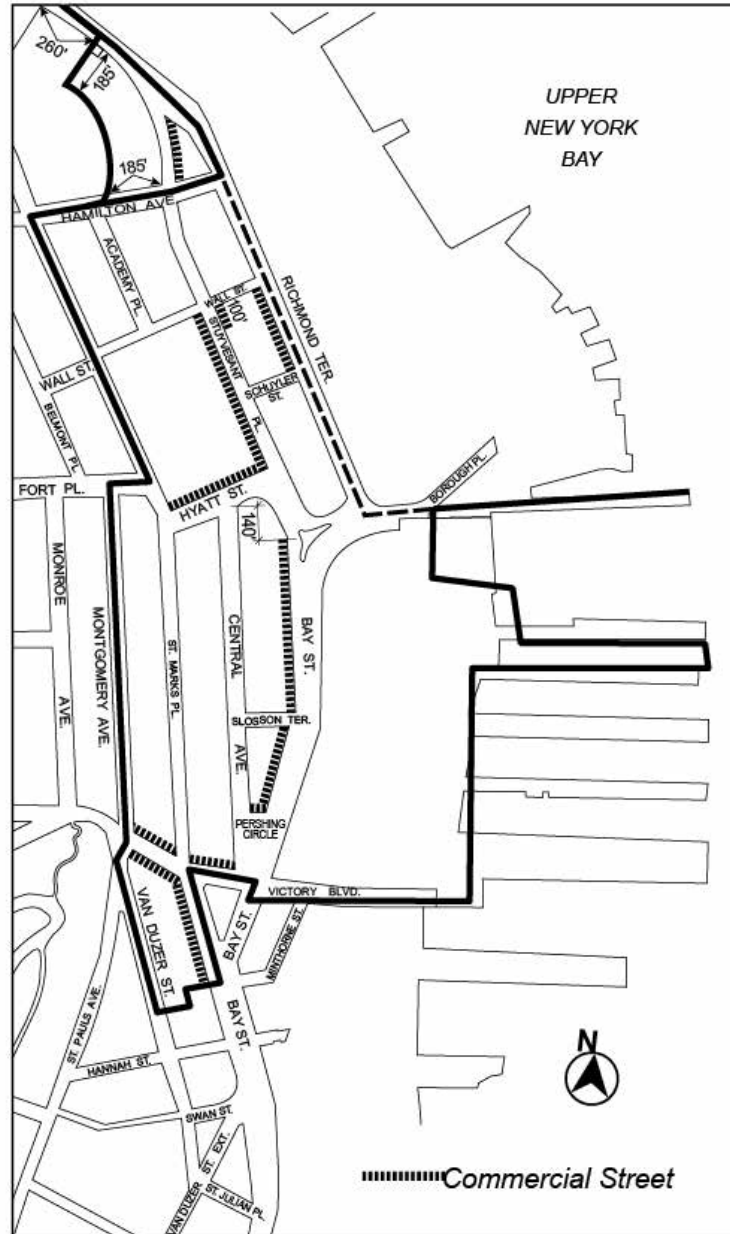 260'
185'
185'
UPPER
NEW YORK
BAY
HAMILTON AVE
ACADEMY PL.
WALL ST.
100'
STUYVESANT
PL.
RICHMOND TER.
WALL ST.
SCHUYLER
ST.
BELMONT PL.
FORT PL.
HYATT ST.
BOROUGH PL.
140'
MONROE
AVE.
MONTGOMERY AVE.
ST. MARKS PL.
CENTRAL
AVE.
BAY ST.
SLOSSON TER.
PERSHING
CIRCLE
VICTORY BLVD.
VAN DUZER ST.
BAY ST.
MINTHORNE ST.
ST. PAULS AVE.
BAY ST.
HANNAH ST.
SWAN ST.
VAN DUZER
ST. EXT.
ST. JULIAN PL.
N
Commercial Street